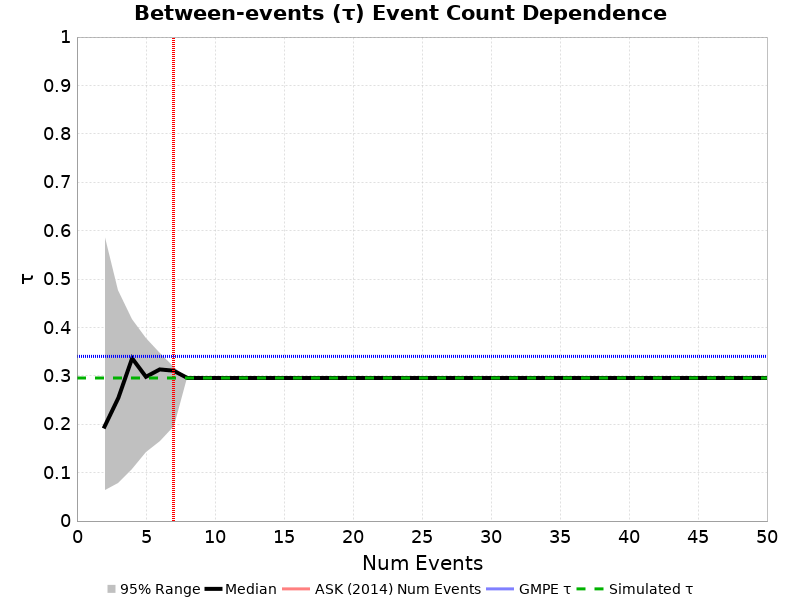 Between-events (τ) Event Count Dependence
1
0.9
0.8
0.7
0.6
0.5
0.4
0.3
0.2
0.1
0
τ
0 5 10 15 20 25 30 35 40 45 50
Num Events
95% Range Median ASK (2014) Num Events GMPE τ Simulated τ